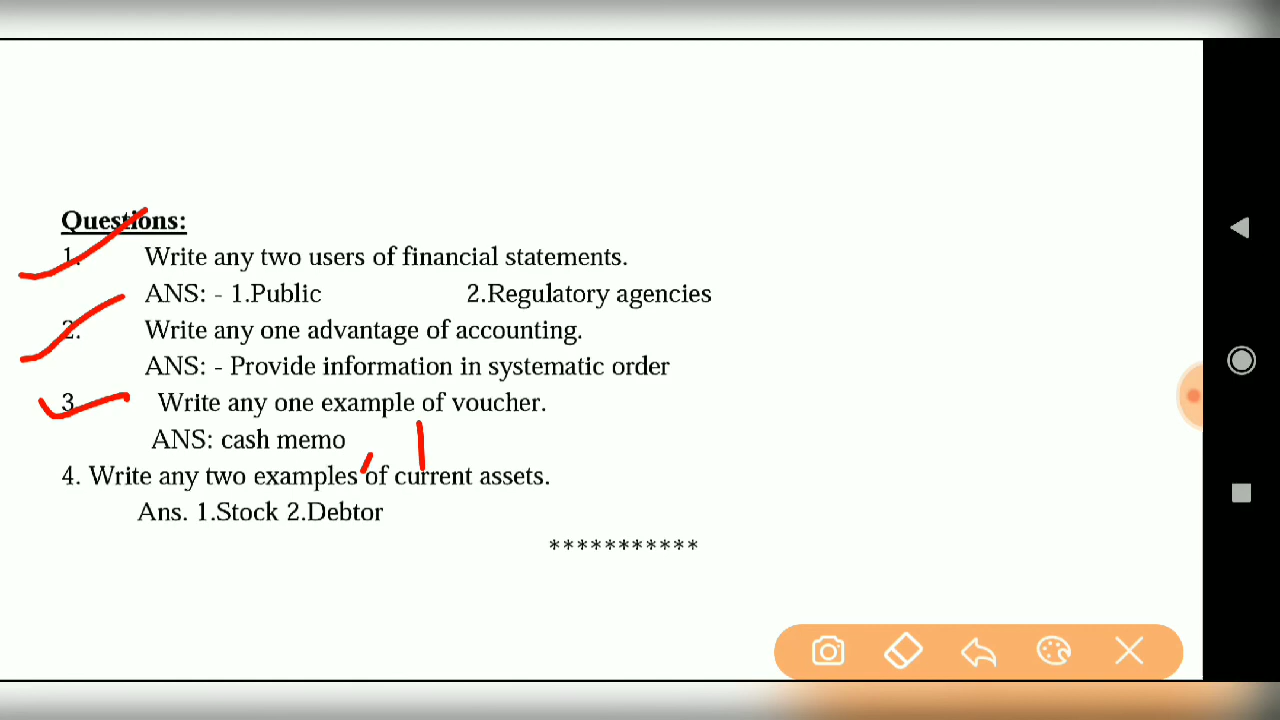 Questions:
1. Write any two users of financial statements.
ANS: - 1.Public 2.Regulatory agencies
2. Write any one advantage of accounting.
ANS: - Provide information in systematic order
3 Write any one example of voucher.
ANS: cash memo
4. Write any two examples of current assets.
Ans. 1.Stock 2.Debtor
***********